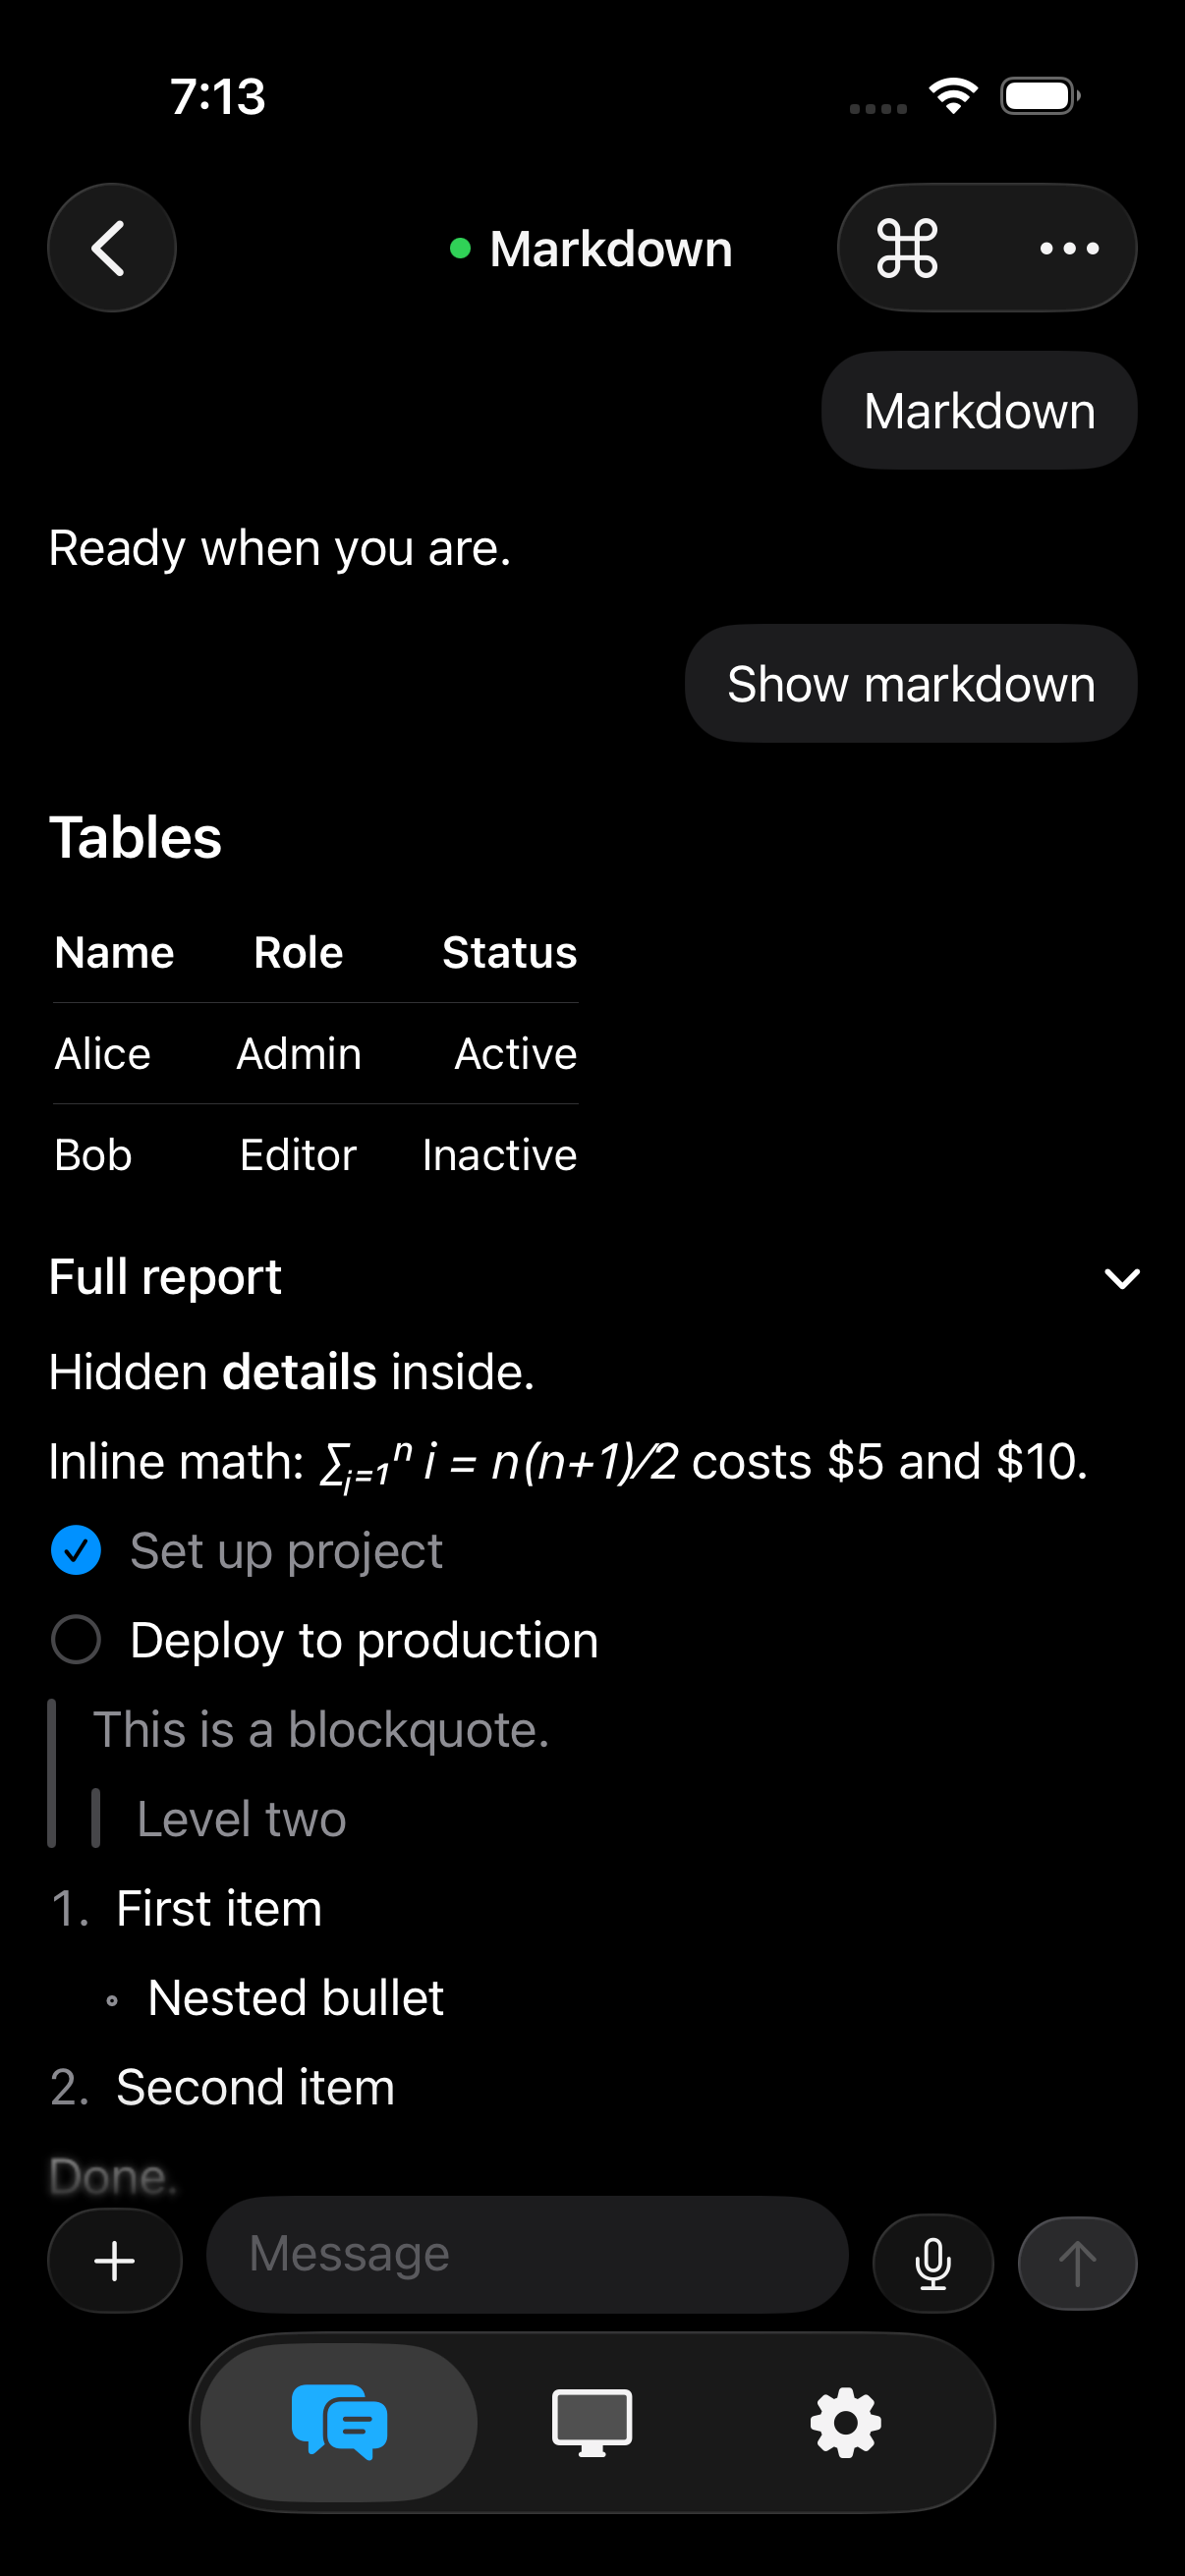 7:13
Markdown
Markdown
Ready when you are.
Show markdown
Tables
Name Role Status
Alice Admin Active
Bob Editor Inactive
Full report
Hidden details inside.
Inline math: ∑ᵢ₌₁ⁿ i = n(n+1)/2 costs $5 and $10.
Set up project
Deploy to production
This is a blockquote.
Level two
1. First item
Nested bullet
2. Second item
Done.
Message